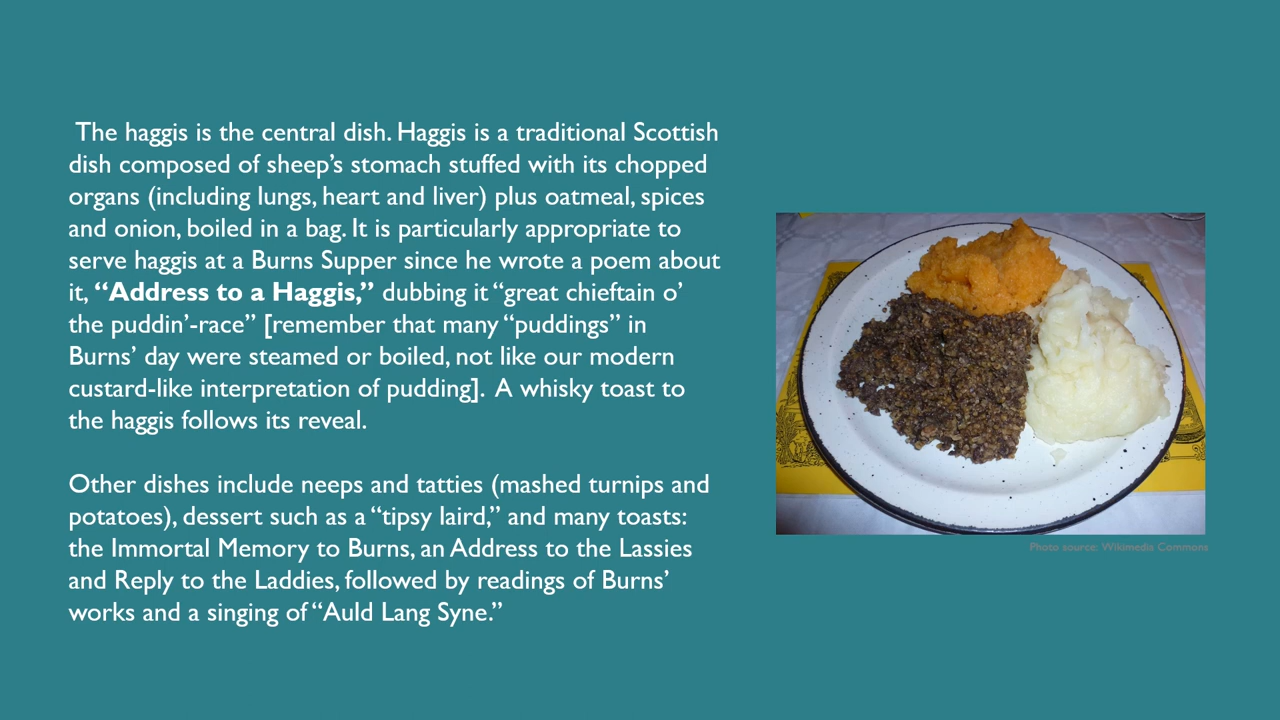 The haggis is the central dish. Haggis is a traditional Scottish
dish composed of sheep’s stomach stuffed with its chopped
organs (including lungs, heart and liver) plus oatmeal, spices
and onion, boiled in a bag. It is particularly appropriate to
serve haggis at a Burns Supper since he wrote a poem about
it, “Address to a Haggis,” dubbing it “great chieftain o’
the puddin’-race” [remember that many “puddings” in
Burns’ day were steamed or boiled, not like our modern
custard-like interpretation of pudding]. A whisky toast to
the haggis follows its reveal.
Other dishes include neeps and tatties (mashed turnips and
potatoes), dessert such as a “tipsy laird,” and many toasts:
the Immortal Memory to Burns, an Address to the Lassies
and Reply to the Laddies, followed by readings of Burns’
works and a singing of “Auld Lang Syne.”
Photo source: Wikimedia Commons